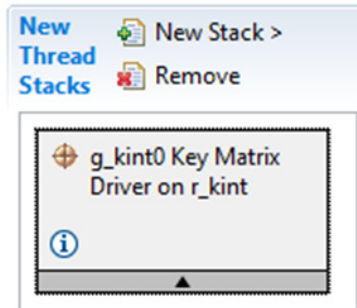 New Thread Stacks
New Stack >
Remove
g_kint0 Key Matrix
Driver on r_kint